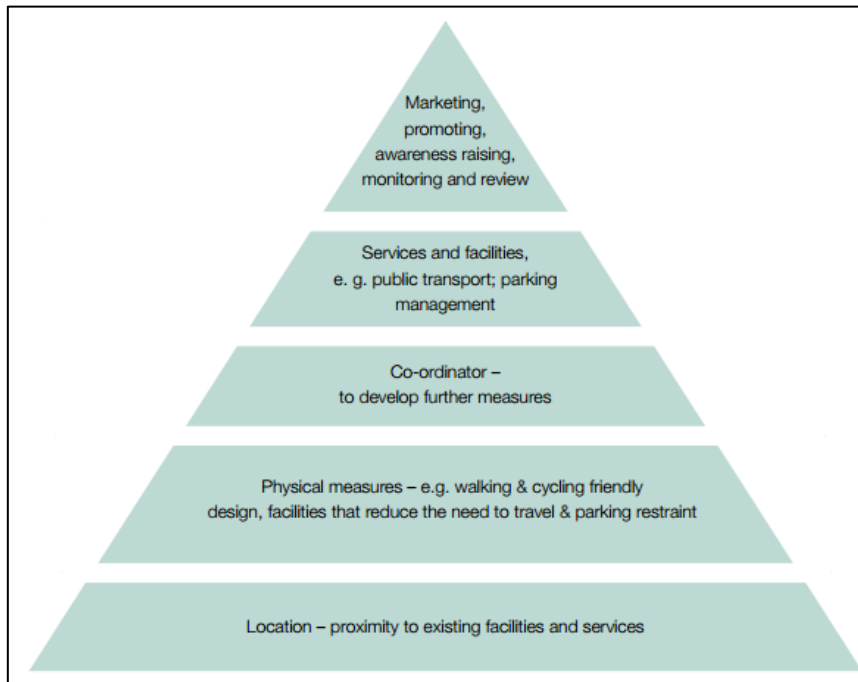 Marketing,
promoting,
awareness raising,
monitoring and review
Services and facilities,
e. g. public transport; parking
management
Co-ordinator –
to develop further measures
Physical measures – e.g. walking & cycling friendly
design, facilities that reduce the need to travel & parking restraint
Location – proximity to existing facilities and services